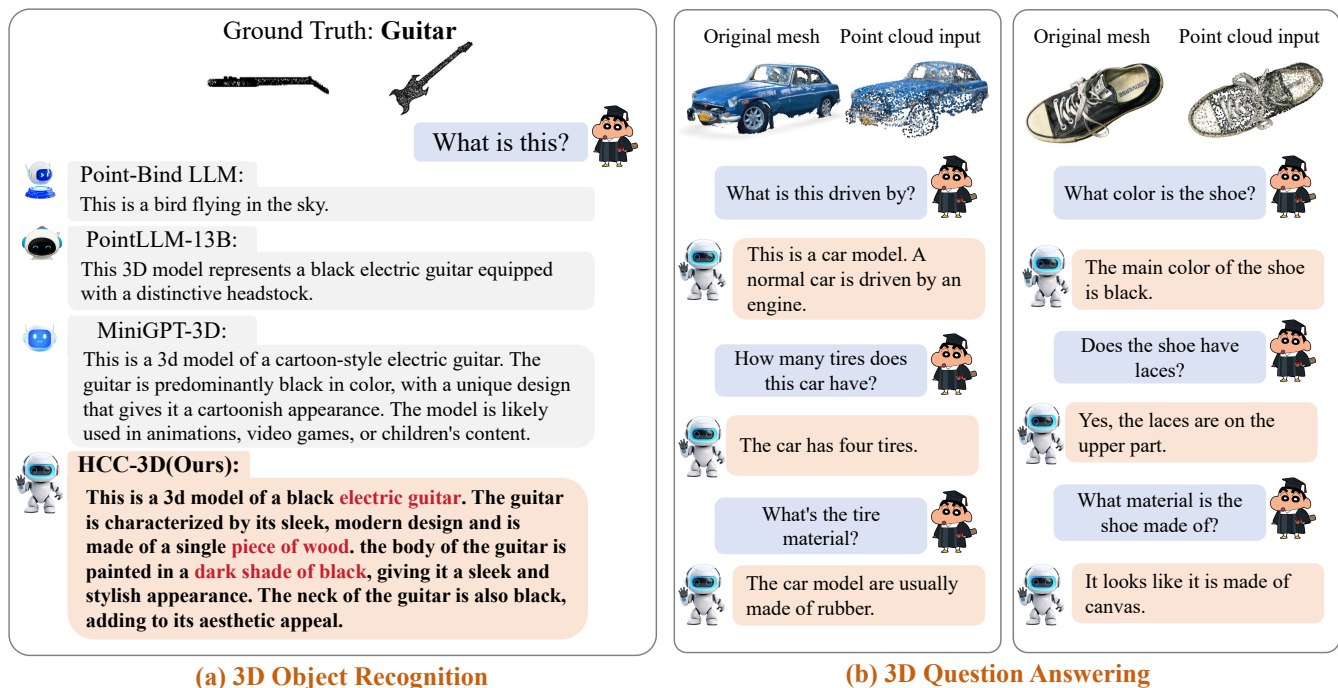 Ground Truth: Guitar
What is this?
Point-Bind LLM:
This is a bird flying in the sky.
PointLLM-13B:
This 3D model represents a black electric guitar equipped
with a distinctive headstock.
MiniGPT-3D:
This is a 3d model of a cartoon-style electric guitar. The
guitar is predominantly black in color, with a unique design
that gives it a cartoonish appearance. The model is likely
used in animations, video games, or children's content.
HCC-3D(Ours):
This is a 3d model of a black electric guitar. The guitar
is characterized by its sleek, modern design and is
made of a single piece of wood. the body of the guitar is
painted in a dark shade of black, giving it a sleek and
stylish appearance. The neck of the guitar is also black,
adding to its aesthetic appeal.
(a) 3D Object Recognition
Original mesh
Point cloud input
What is this driven by?
This is a car model. A
normal car is driven by an
engine.
How many tires does
this car have?
The car has four tires.
What's the tire
material?
The car model are usually
made of rubber.
Original mesh
Point cloud input
What color is the shoe?
The main color of the shoe
is black.
Does the shoe have
laces?
Yes, the laces are on the
upper part.
What material is the
shoe made of?
It looks like it is made of
canvas.
(b) 3D Question Answering